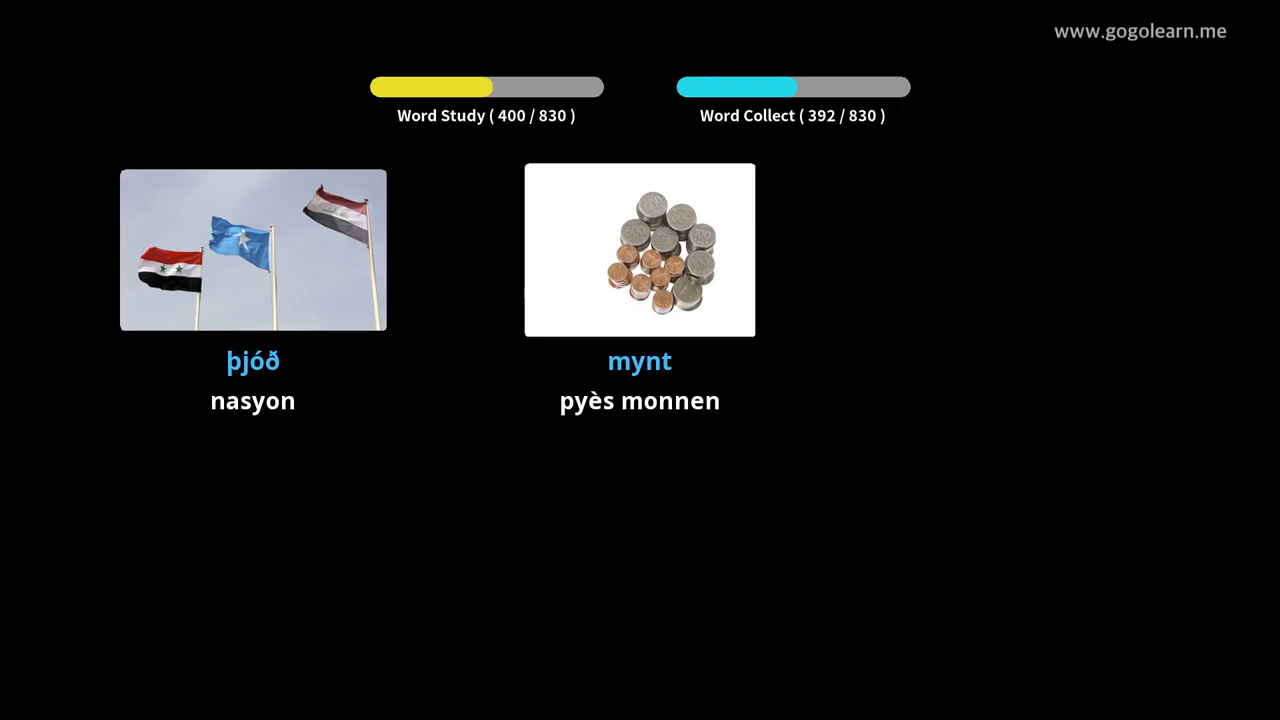 www.gogolearn.me
Word Study ( 400 / 830 )
Word Collect ( 392 / 830 )
þjóð
mynt
nasyon
pyès monnen